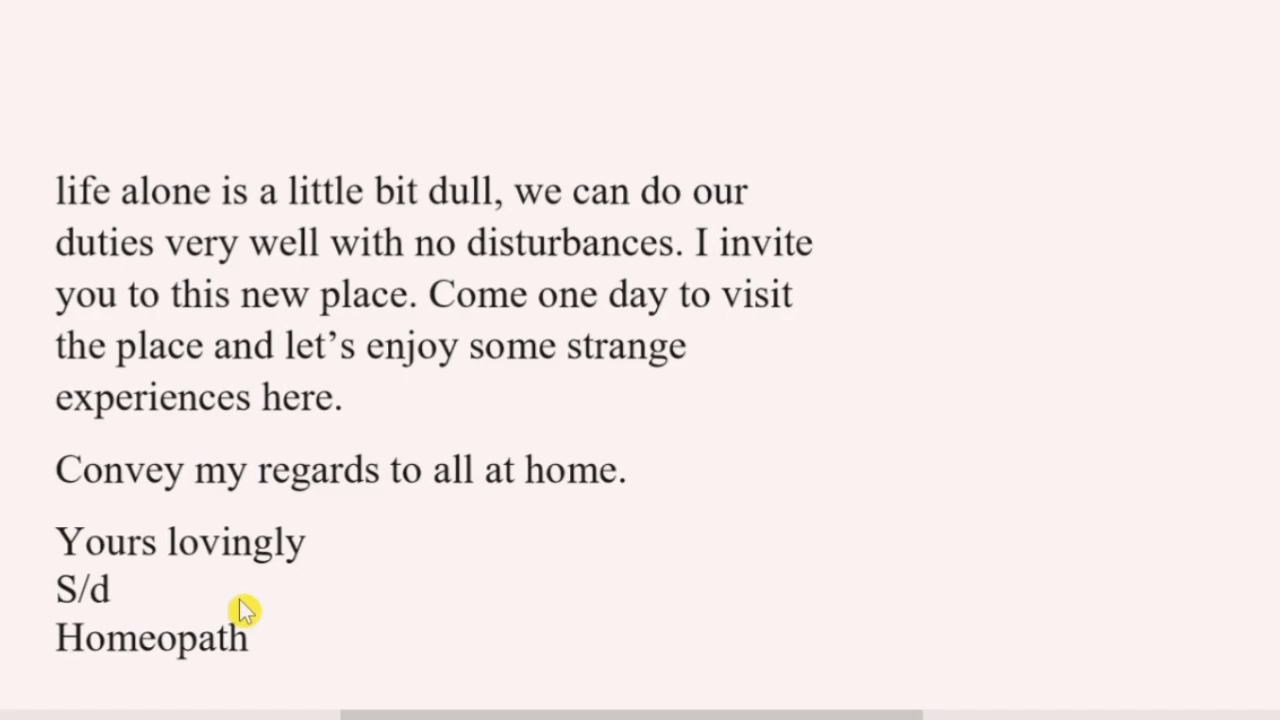 life alone is a little bit dull, we can do our
duties very well with no disturbances. I invite
you to this new place. Come one day to visit
the place and let’s enjoy some strange
experiences here.
Convey my regards to all at home.
Yours lovingly
S/d
Homeopath